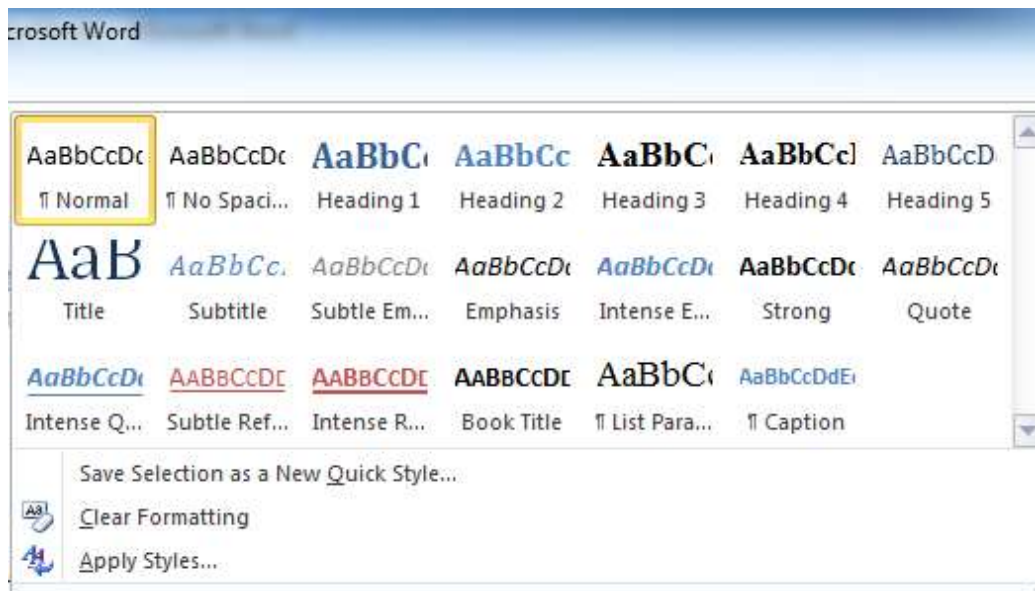 crosoft Word
AaBbCcDc AaBbCcDc AaBbC AaBbCc AaBbC AaBbCcI AaBbCcD
¶ Normal ¶ No Spaci... Heading 1 Heading 2 Heading 3 Heading 4 Heading 5
AaB AaBbCc. AaBbCcDc AaBbCcDc AaBbCcDc AaBbCcDc AaBbCcDc
Title Subtitle Subtle Em... Emphasis Intense E... Strong Quote
AaBbCcDc AABBCCDE AABBCCDE AABBCCDE AaBbCc AaBbCcDdEe
Intense Q... Subtle Ref... Intense R... Book Title ¶ List Para... ¶ Caption
Save Selection as a New Quick Style...
Clear Formatting
Apply Styles...